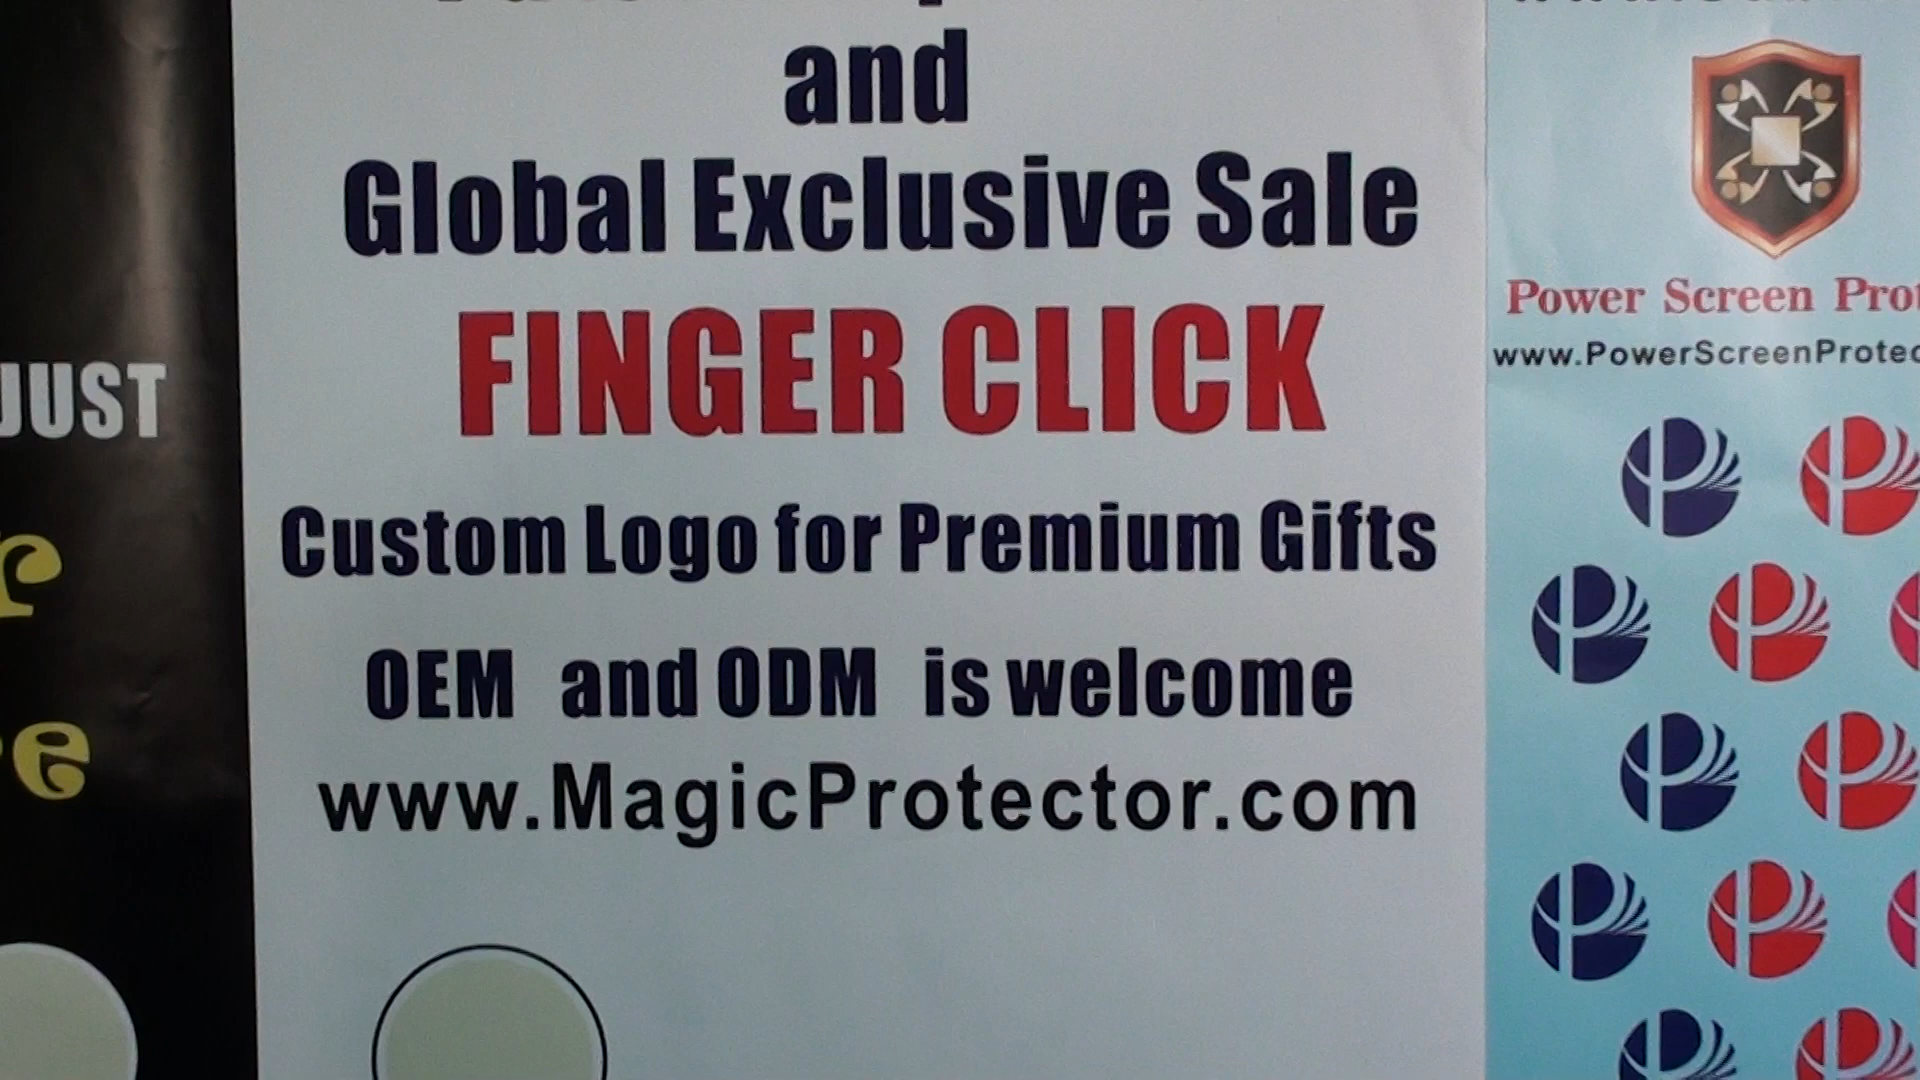 and
Global Exclusive Sale
FINGER CLICK
Custom Logo for Premium Gifts
OEM and ODM is welcome
www.MagicProtector.com
JUST
Power Screen Prot
www.PowerScreenProtec